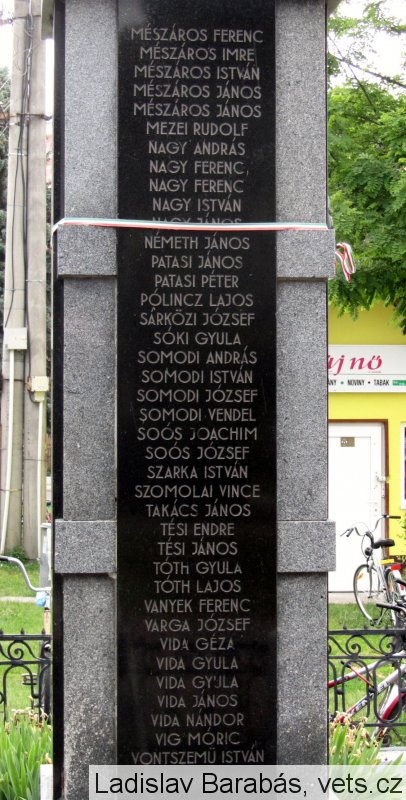 MÉSZÁROS FERENC
MÉSZÁROS IMRE
MÉSZÁROS ISTVÁN
MÉSZÁROS JÁNOS
MÉSZÁROS JÁNOS
MEZEI RUDOLF
NAGY ANDRÁS
NAGY FERENC
NAGY FERENC
NAGY ISTVÁN
NAGY JÁNOS
NÉMETH JÁNOS
PATASI JÁNOS
PATASI PÉTER
PÓLINCZ LAJOS
SÁRKÖZI JÓZSEF
SÓKI GYULA
SOMODI ANDRÁS
SOMODI ISTVÁN
SOMODI JÓZSEF
SOMODI VENDEL
SOÓS JOACHIM
SOÓS JÓZSEF
SZARKA ISTVÁN
SZOMOLAI VINCE
TAKÁCS JÁNOS
TÉSI ENDRE
TÉSI JÁNOS
TÓTH GYULA
TÓTH LAJOS
VANYEK FERENC
VARGA JÓZSEF
VIDA GÉZA
VIDA GYULA
VIDA GYULA
VIDA JÁNOS
VIDA NÁNDOR
VIG MÓRIC
VONTSZEMŰ ISTVÁN
ajnő
NOVINY • TABAK
Ladislav Barabás, vets.cz